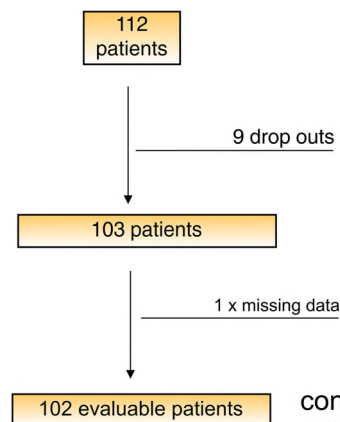 112
patients
9 drop outs
103 patients
1 x missing data
102 evaluable patients